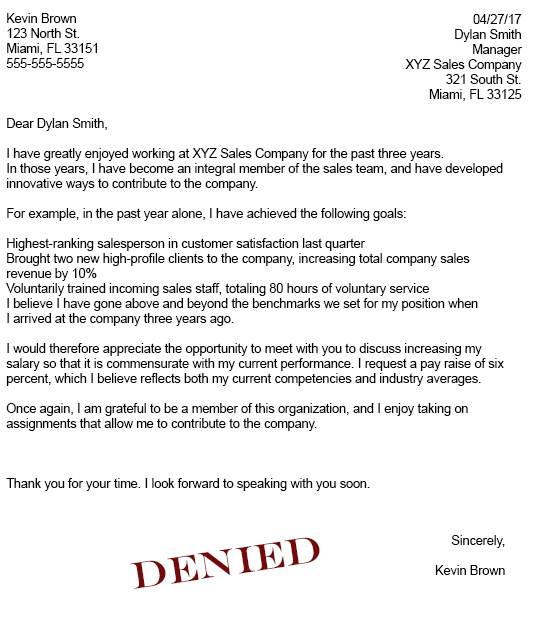 Kevin Brown
123 North St.
Miami, FL 33151
555-555-5555
04/27/17
Dylan Smith
Manager
XYZ Sales Company
321 South St.
Miami, FL 33125
Dear Dylan Smith,
I have greatly enjoyed working at XYZ Sales Company for the past three years.
In those years, I have become an integral member of the sales team, and have developed
innovative ways to contribute to the company.
For example, in the past year alone, I have achieved the following goals:
Highest-ranking salesperson in customer satisfaction last quarter
Brought two new high-profile clients to the company, increasing total company sales
revenue by 10%
Voluntarily trained incoming sales staff, totaling 80 hours of voluntary service
I believe I have gone above and beyond the benchmarks we set for my position when
I arrived at the company three years ago.
I would therefore appreciate the opportunity to meet with you to discuss increasing my
salary so that it is commensurate with my current performance. I request a pay raise of six
percent, which I believe reflects both my current competencies and industry averages.
Once again, I am grateful to be a member of this organization, and I enjoy taking on
assignments that allow me to contribute to the company.
Thank you for your time. I look forward to speaking with you soon.
Sincerely,
Kevin Brown
DENIED